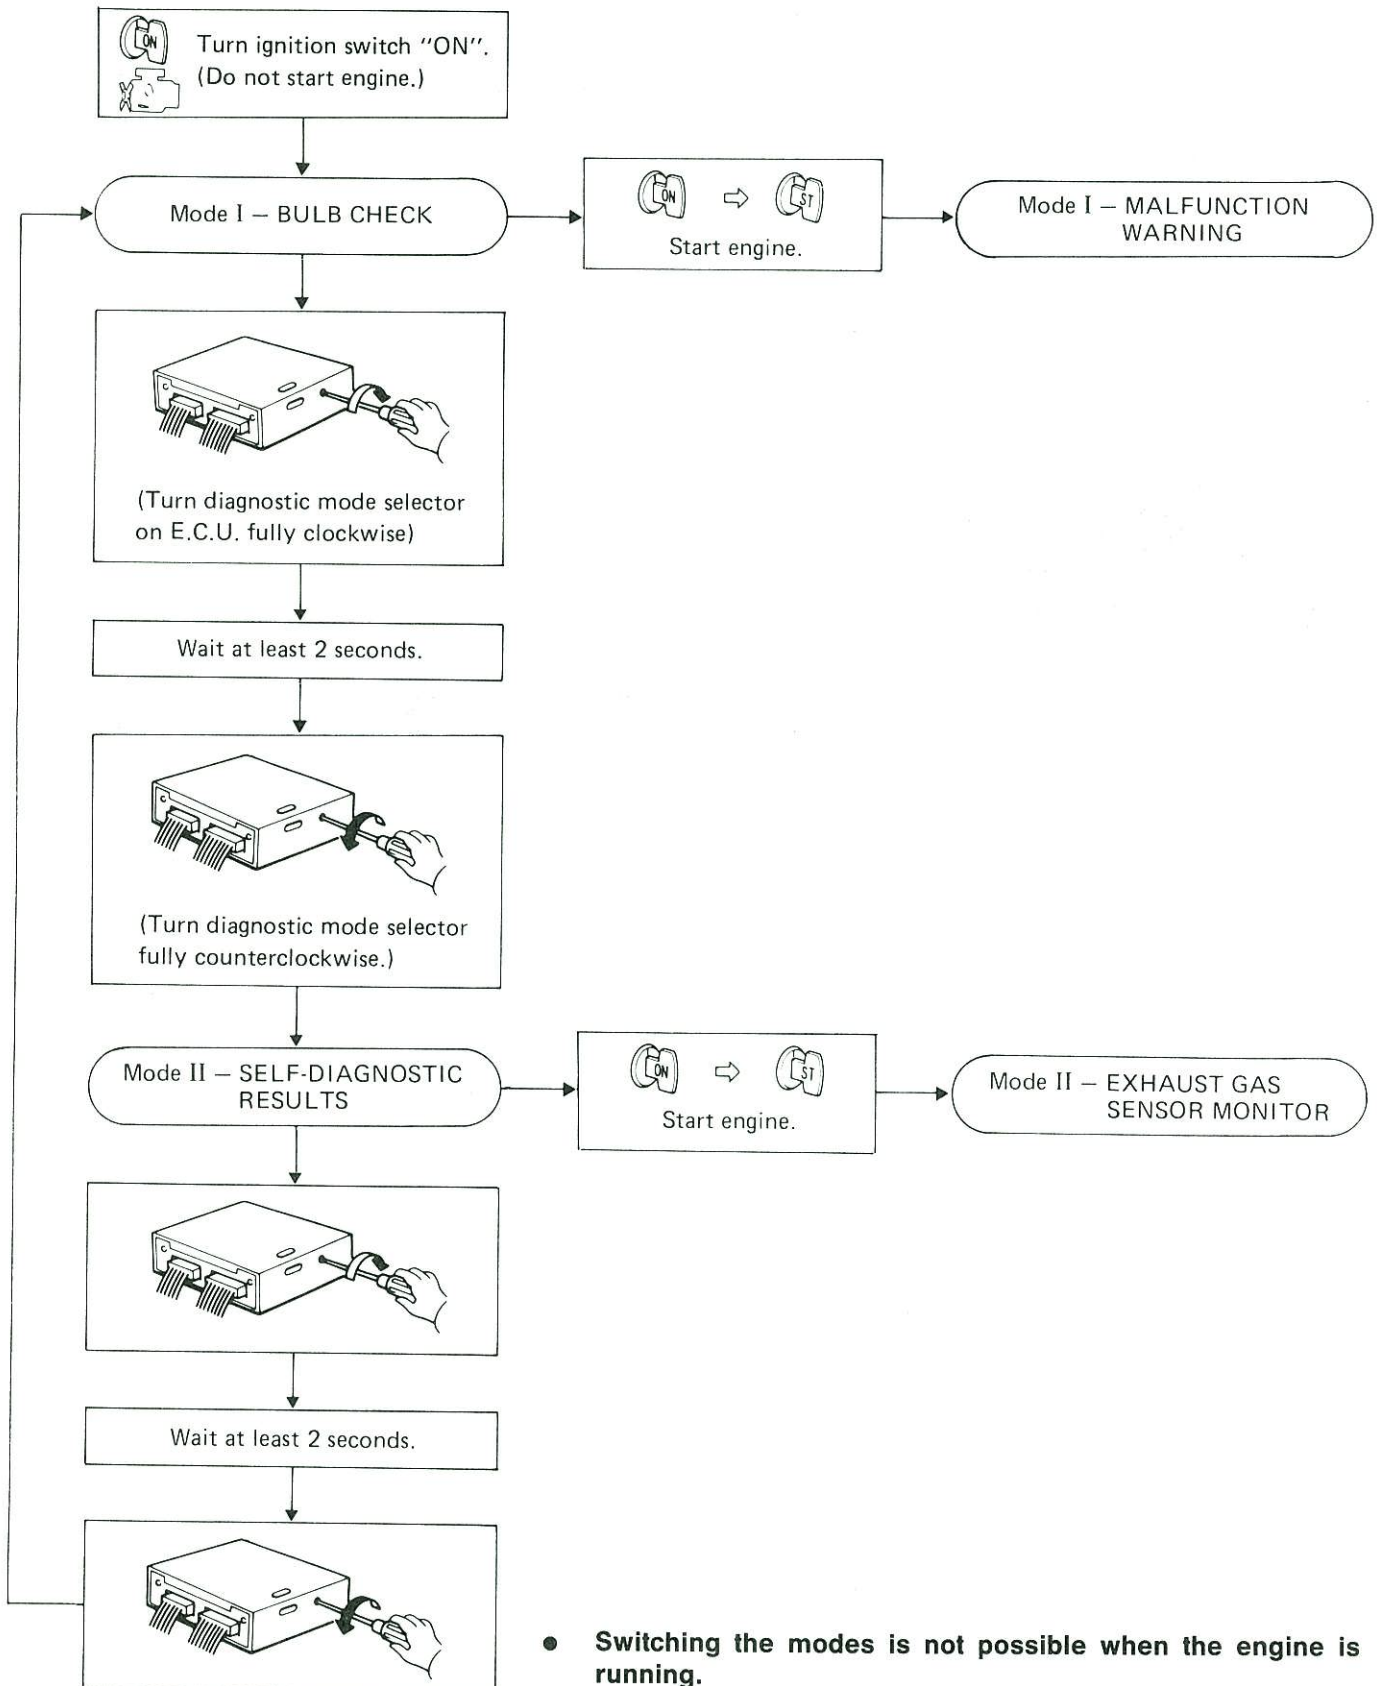 ON
Turn ignition switch “ON”.
(Do not start engine.)
Mode I – BULB CHECK
ON ⇨ ST
Start engine.
Mode I – MALFUNCTION
WARNING
(Turn diagnostic mode selector
on E.C.U. fully clockwise)
Wait at least 2 seconds.
(Turn diagnostic mode selector
fully counterclockwise.)
Mode II – SELF-DIAGNOSTIC
RESULTS
ON ⇨ ST
Start engine.
Mode II – EXHAUST GAS
SENSOR MONITOR
Wait at least 2 seconds.
● Switching the modes is not possible when the engine is
running.